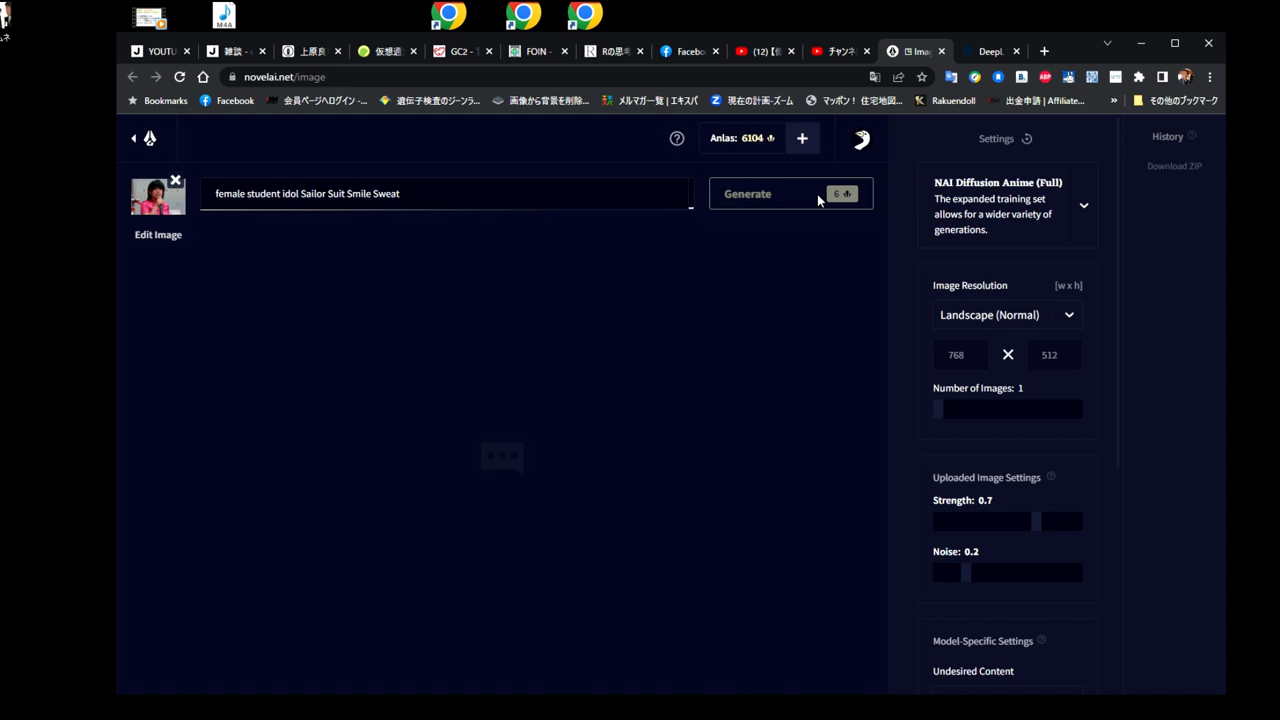 ュネ
M4A
YOUTU
雑談 -
上原良
仮想通
GC2 -
FOIN -
Rの思考
Facebo
(12)
チャンネ
Imag
DeepL
novelai.net/image
Bookmarks
Facebook
会員ページへログイン -...
遺伝子検査のジーンラ...
画像から背景を削除...
メルマガ一覧 | エキスパ
現在の計画-ズーム
マッポン！ 住宅地図...
Rakuendoll
出金申請 | Affiliate...
»
その他のブックマーク
Anlas: 6104
Settings
History
Download ZIP
female student idol Sailor Suit Smile Sweat
Generate
6
Edit Image
NAI Diffusion Anime (Full)
The expanded training set
allows for a wider variety of
generations.
Image Resolution
[w x h]
Landscape (Normal)
768
512
Number of Images: 1
Uploaded Image Settings
Strength: 0.7
Noise: 0.2
Model-Specific Settings
Undesired Content